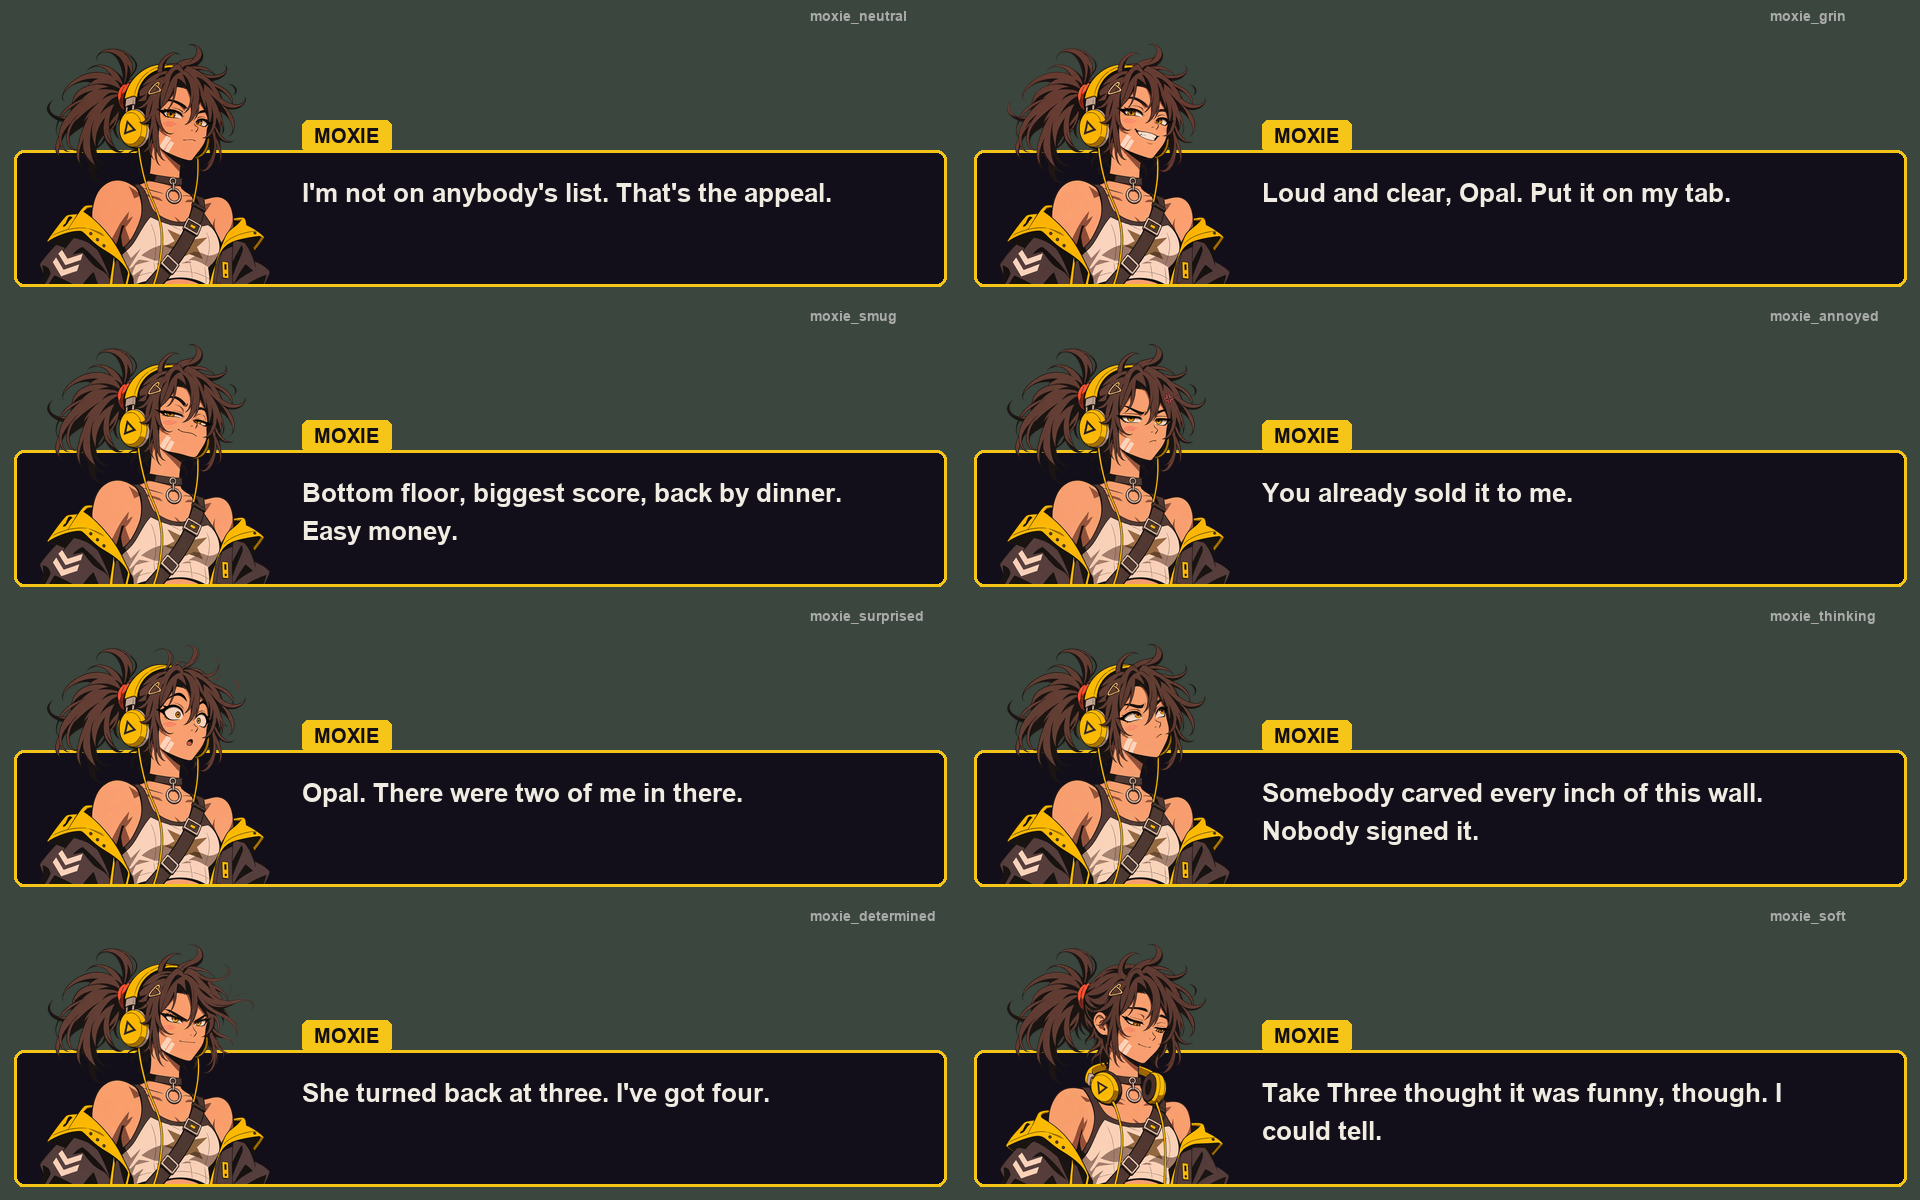 moxie_neutral
MOXIE
I'm not on anybody's list. That's the appeal.
moxie_grin
MOXIE
Loud and clear, Opal. Put it on my tab.
moxie_smug
MOXIE
Bottom floor, biggest score, back by dinner.
Easy money.
moxie_annoyed
MOXIE
You already sold it to me.
moxie_surprised
MOXIE
Opal. There were two of me in there.
moxie_thinking
MOXIE
Somebody carved every inch of this wall.
Nobody signed it.
moxie_determined
MOXIE
She turned back at three. I've got four.
moxie_soft
MOXIE
Take Three thought it was funny, though. I
could tell.